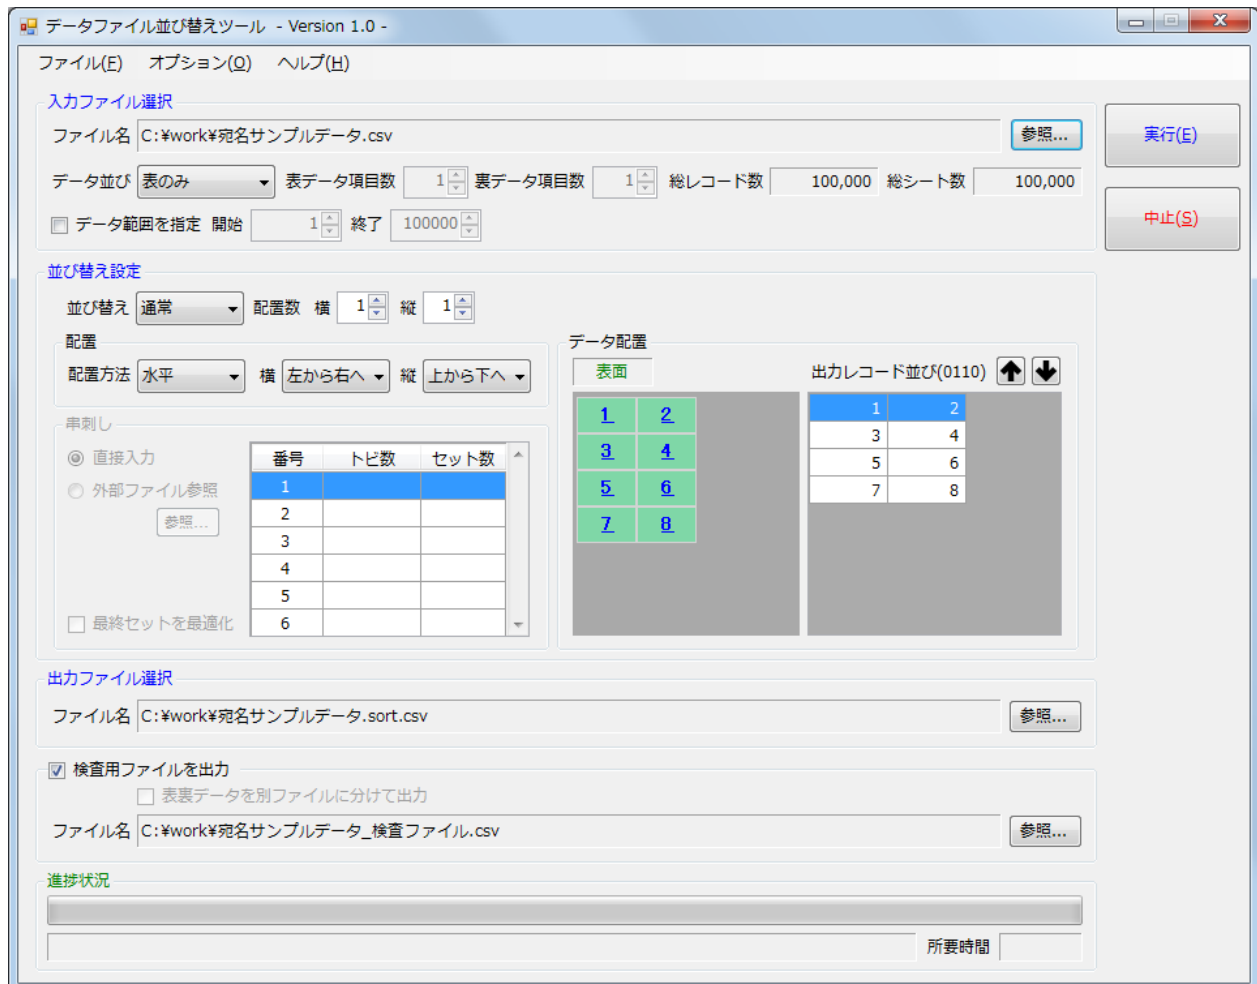 データファイル並び替えツール - Version 1.0 -
ファイル(F) オプション(O) ヘルプ(H)
入力ファイル選択
ファイル名 C:¥work¥宛名サンプルデータ.csv 参照... 実行(E)
データ並び 表のみ 表データ項目数 1 裏データ項目数 1 総レコード数 100,000 総シート数 100,000
データ範囲を指定 開始 1 終了 100000 中止(S)
並び替え設定
並び替え 通常 配置数 横 1 縦 1
配置
配置方法 水平 横 左から右へ 縦 上から下へ
串刺し
直接入力
外部ファイル参照
参照...
最終セットを最適化
番号 トビ数 セット数
1
2
3
4
5
6
データ配置
表面 出力レコード並び(0110)
1 2
3 4
5 6
7 8
1 2
3 4
5 6
7 8
出力ファイル選択
ファイル名 C:¥work¥宛名サンプルデータ.sort.csv 参照...
検査用ファイルを出力
表裏データを別ファイルに分けて出力
ファイル名 C:¥work¥宛名サンプルデータ_検査ファイル.csv 参照...
進捗状況
所要時間